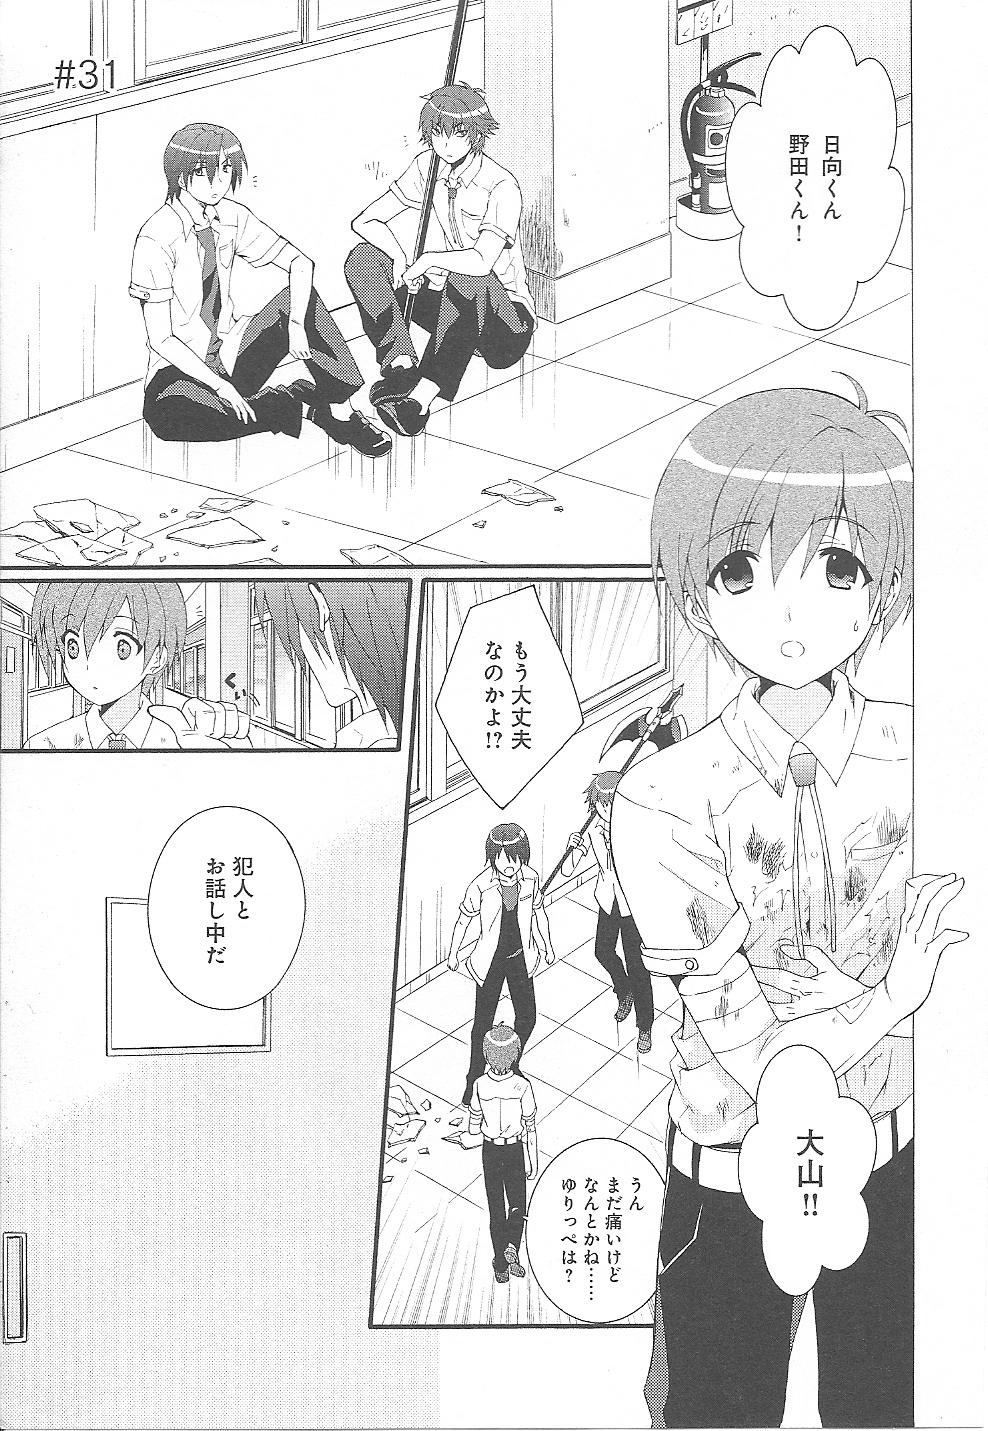 #31
日向くん
野田くん！
大山!!
もう大丈夫
なのかよ!?
うん
まだ痛いけど
なんとかね……
ゆりっぺは？
くいっ
犯人と
お話し中だ